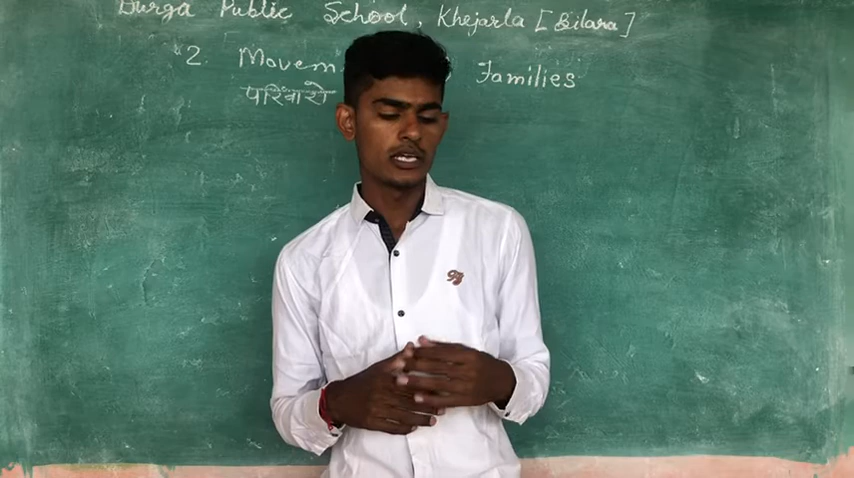 Durga Public School, Khejarla [Bilara]
2. Movem Families
परिवारो